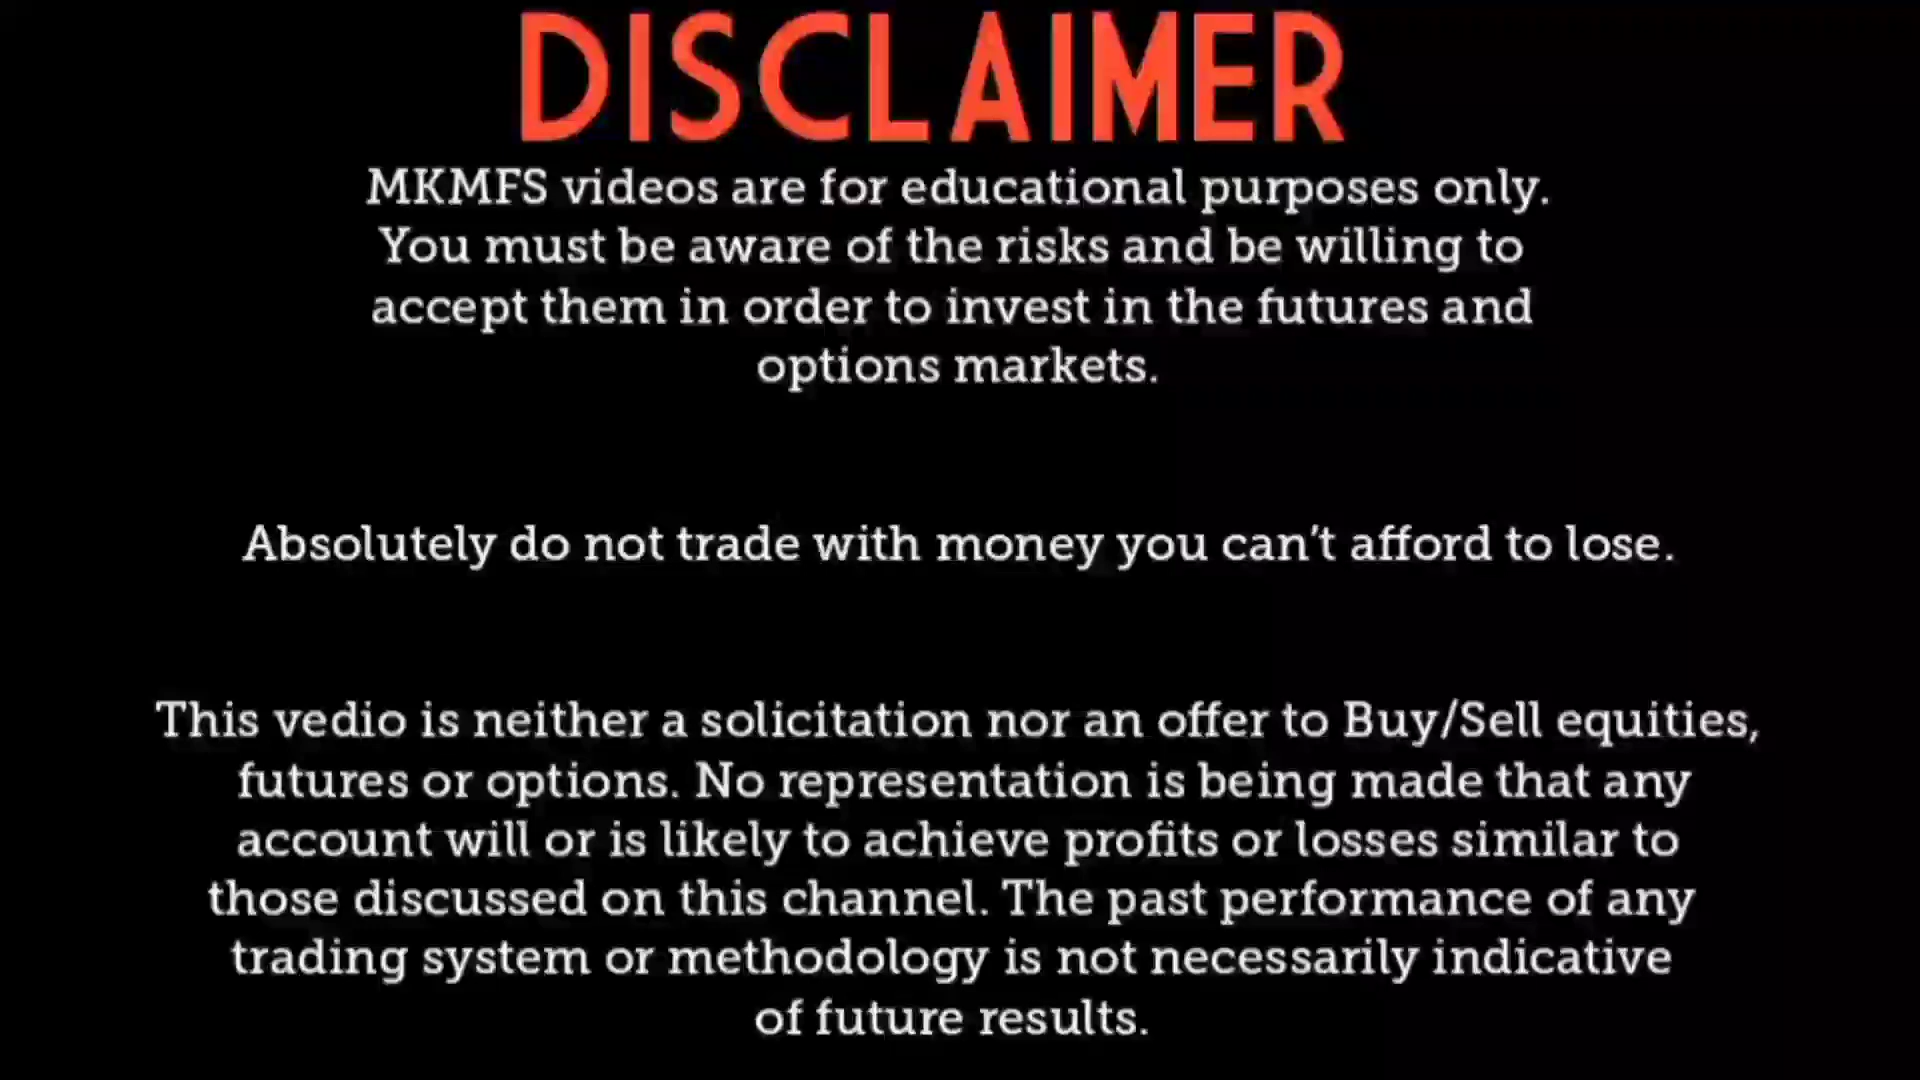 DISCLAIMER
MKMFS videos are for educational purposes only.
You must be aware of the risks and be willing to
accept them in order to invest in the futures and
options markets.
Absolutely do not trade with money you can't afford to lose.
This vedio is neither a solicitation nor an offer to Buy/Sell equities,
futures or options. No representation is being made that any
account will or is likely to achieve profits or losses similar to
those discussed on this channel. The past performance of any
trading system or methodology is not necessarily indicative
of future results.